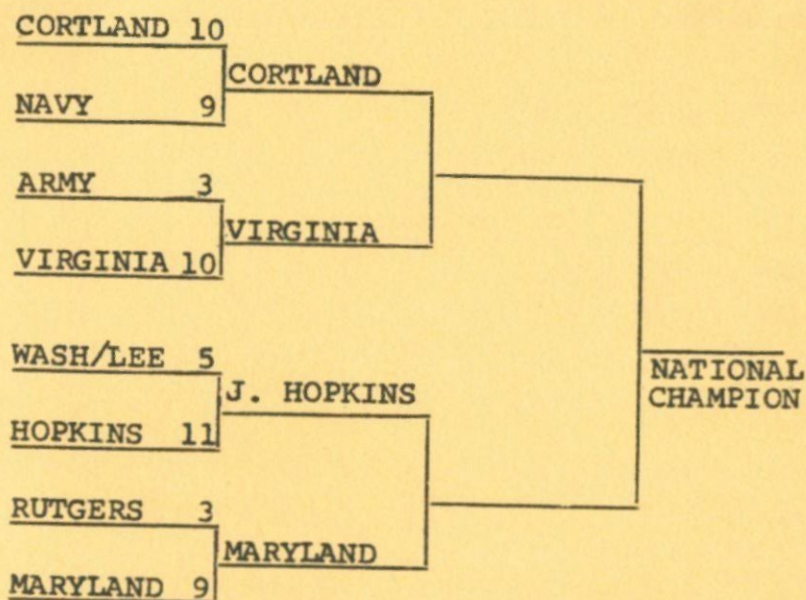 CORTLAND 10
CORTLAND
NAVY 9
ARMY 3
VIRGINIA
VIRGINIA 10
WASH/LEE 5
J. HOPKINS
HOPKINS 11
NATIONAL
CHAMPION
RUTGERS 3
MARYLAND
MARYLAND 9